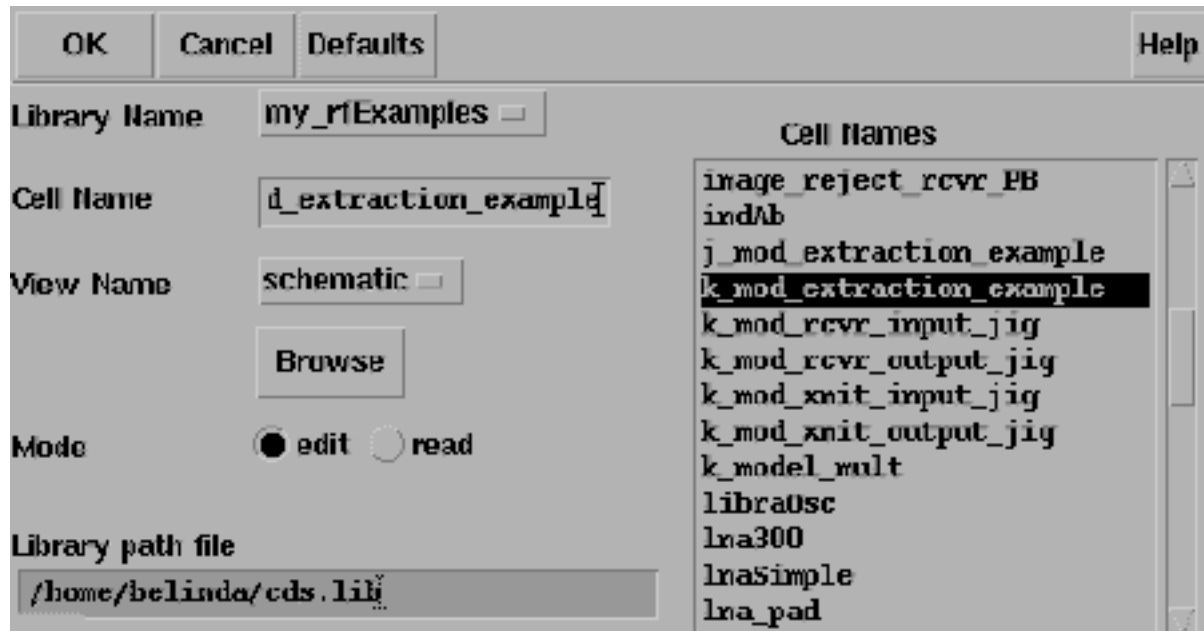 OK Cancel Defaults Help
Library Name my_rfExamples
Cell Name d_extraction_example
View Name schematic
Browse
Mode edit read
Library path file
/home/belinda/cds.lib
Cell Names
image_reject_rcvr_PB
indAb
j_mod_extraction_example
k_mod_extraction_example
k_mod_rcvr_input_jig
k_mod_rcvr_output_jig
k_mod_xmit_input_jig
k_mod_xmit_output_jig
k_model_mult
libraOsc
lna300
lnaSimple
lna_pad